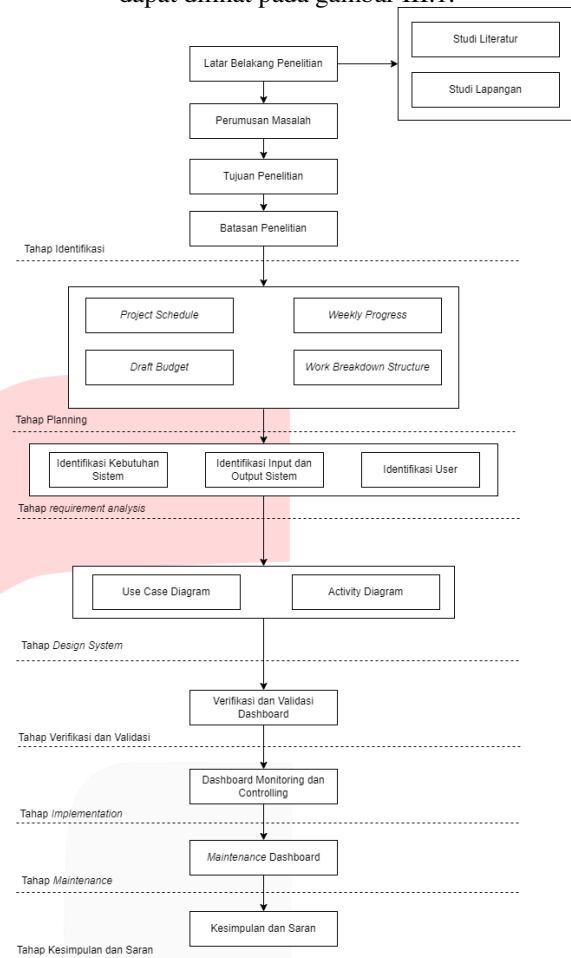 dapat dilihat pada gambar III.1.
Studi Literatur
Latar Belakang Penelitian
Studi Lapangan
Perumusan Masalah
Tujuan Penelitian
Batasan Penelitian
Tahap Identifikasi
Project Schedule
Weekly Progress
Draft Budget
Work Breakdown Structure
Tahap Planning
Identifikasi Kebutuhan
Sistem
Identifikasi Input dan
Output Sistem
Identifikasi User
Tahap requirement analysis
Use Case Diagram
Activity Diagram
Tahap Design System
Verifikasi dan Validasi
Dashboard
Tahap Verifikasi dan Validasi
Dashboard Monitoring dan
Controlling
Tahap Implementation
Maintenance Dashboard
Tahap Maintenance
Kesimpulan dan Saran
Tahap Kesimpulan dan Saran